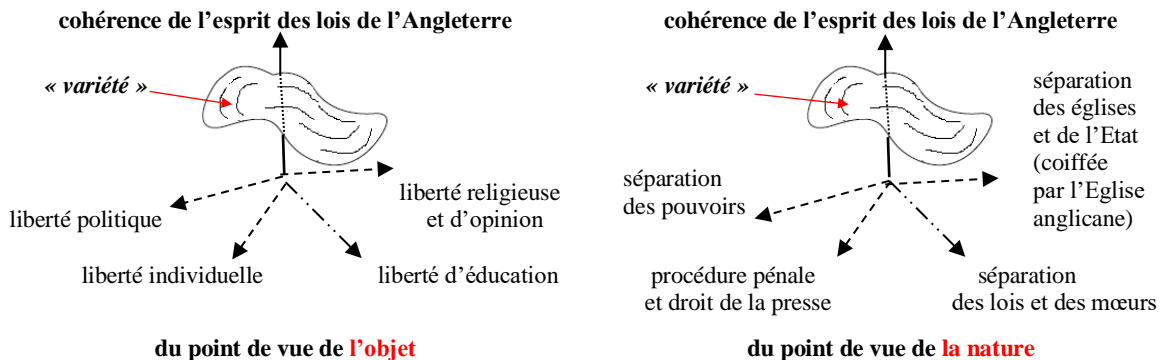 cohérence de l'esprit des lois de l'Angleterre
« variété »
liberté politique
liberté religieuse
et d'opinion
liberté individuelle
liberté d'éducation
du point de vue de l'objet
cohérence de l'esprit des lois de l'Angleterre
« variété »
séparation
des églises
et de l'Etat
(coiffée
par l'Eglise
anglicane)
séparation
des pouvoirs
procédure pénale
et droit de la presse
séparation
des lois et des mœurs
du point de vue de la nature